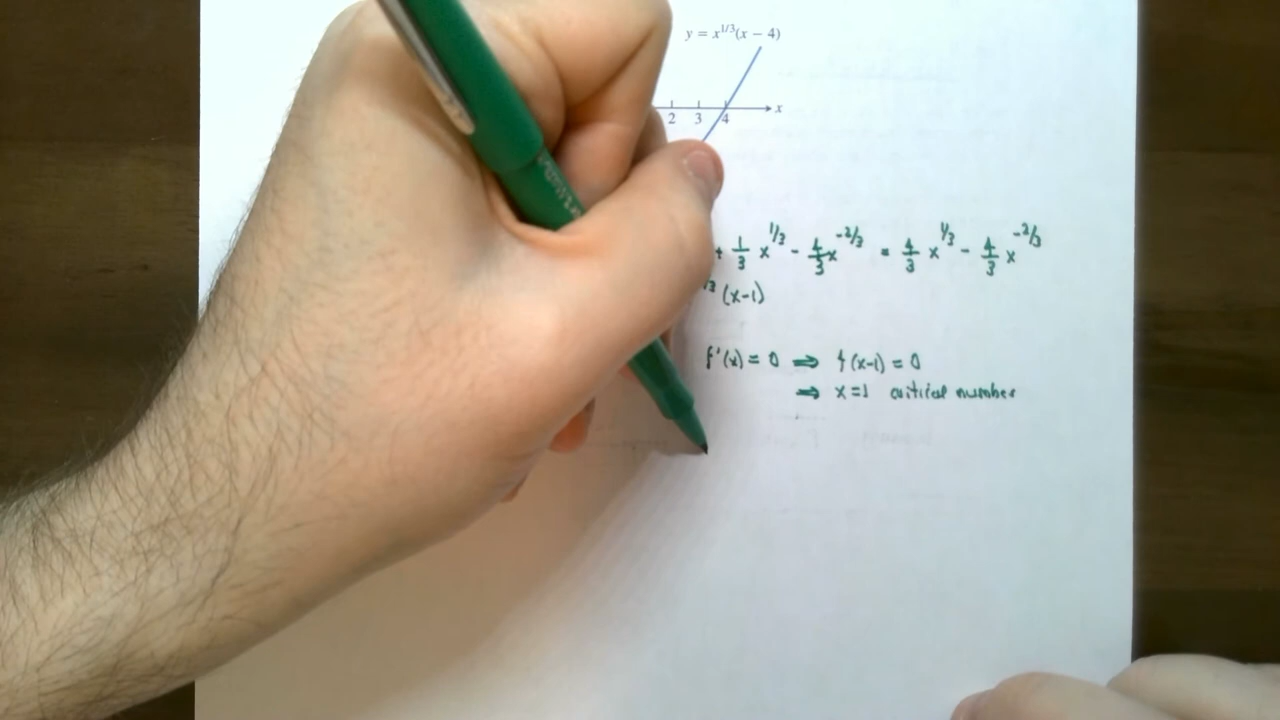 y = x^{1/3}(x − 4)
2 3 4 x
+ 1/3 x^{1/3} - 4/3 x^{-2/3} = 4/3 x^{1/3} - 4/3 x^{-2/3}
(x-1)
f'(x) = 0 ⇒ 4(x-1) = 0
⇒ x=1 critical number